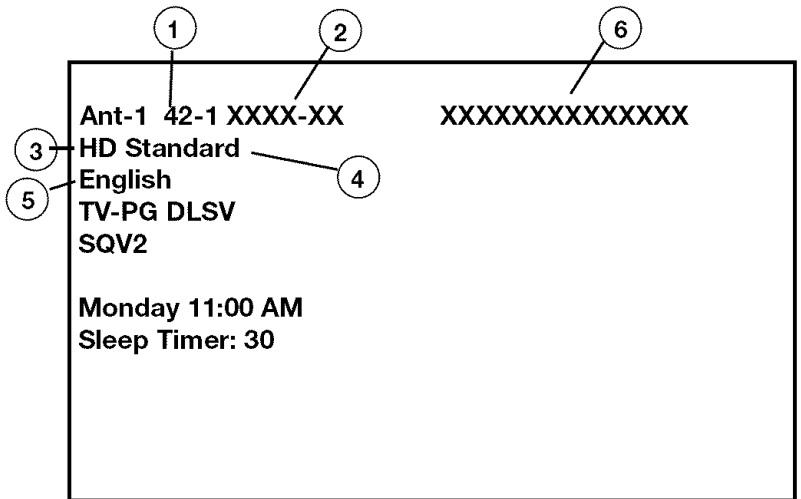 1 2 6
Ant-1 42-1 XXXX-XX XXXXXXXXXXXXXX
3 HD Standard 4
5 English
TV-PG DLSV
SQV2
Monday 11:00 AM
Sleep Timer: 30